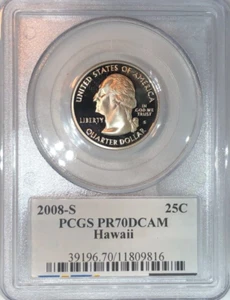 UNITED STATES OF AMERICA
LIBERTY
IN
GOD WE
TRUST
S
QUARTER DOLLAR
2008-S 25C
PCGS PR70DCAM
Hawaii
39196.70/11809816